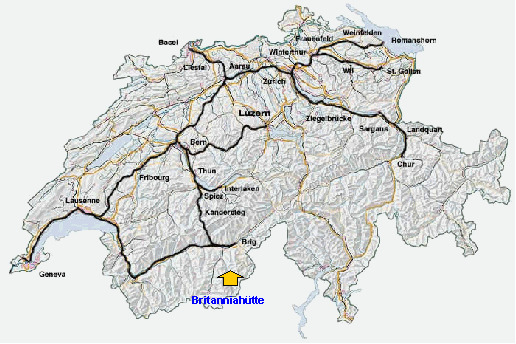 Weinfelden
Frauenfeld
Romanshorn
Basel
Winterthur
Liestal
Aarau
Wil
St. Gallen
Zürich
Luzern
Ziegelbrücke
Sargans
Landquart
Bern
Chur
Thun
Fribourg
Interlaken
Spiez
Lausanne
Kandersteg
Brig
Geneva
Britanniahütte